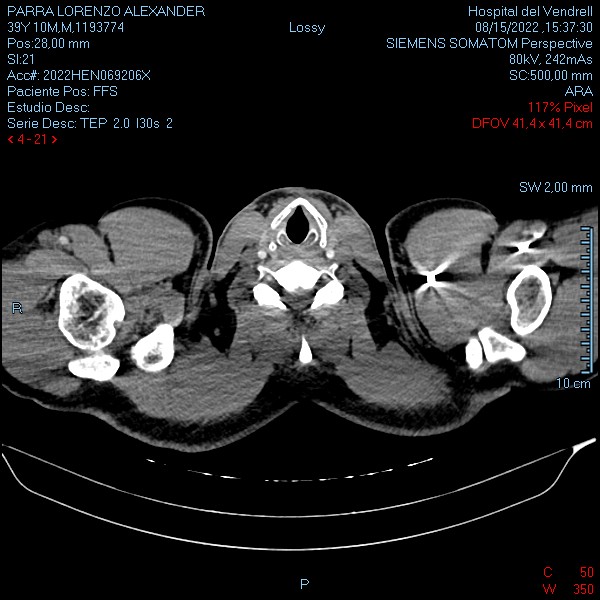 PARRA LORENZO ALEXANDER
39Y 10M,M,1193774
Pos:28,00 mm
SI:21
Acc#: 2022HEN069206X
Paciente Pos: FFS
Estudio Desc:
Serie Desc: TEP 2.0 I30s 2
< 4 - 21 >
Lossy
Hospital del Vendrell
08/15/2022 ,15:37:30
SIEMENS SOMATOM Perspective
80kV, 242mAs
SC:500,00 mm
ARA
117% Pixel
DFOV 41,4 x 41,4 cm
SW 2,00 mm
R
10 cm
P
C 50
W 350